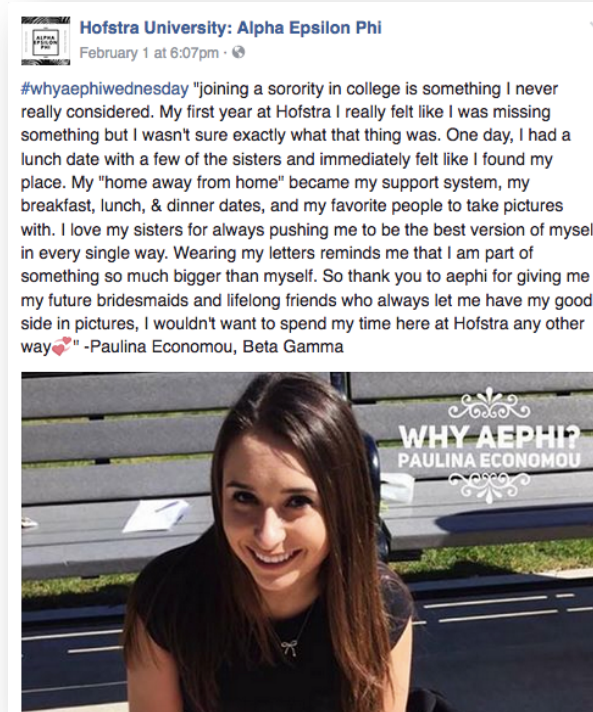 ALPHA
EPSILON
PHI
Hofstra University: Alpha Epsilon Phi
February 1 at 6:07pm ·
#whyaephiwednesday "joining a sorority in college is something I never
really considered. My first year at Hofstra I really felt like I was missing
something but I wasn't sure exactly what that thing was. One day, I had a
lunch date with a few of the sisters and immediately felt like I found my
place. My "home away from home" became my support system, my
breakfast, lunch, & dinner dates, and my favorite people to take pictures
with. I love my sisters for always pushing me to be the best version of mysel
in every single way. Wearing my letters reminds me that I am part of
something so much bigger than myself. So thank you to aephi for giving me
my future bridesmaids and lifelong friends who always let me have my good
side in pictures, I wouldn't want to spend my time here at Hofstra any other
way💞" -Paulina Economou, Beta Gamma
WHY AEPHI?
PAULINA ECONOMOU